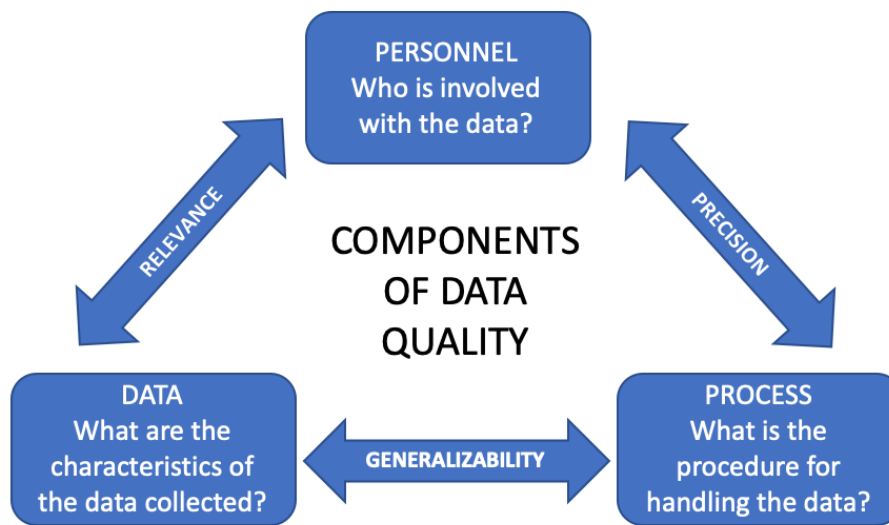 PERSONNEL
Who is involved
with the data?
RELEVANCE
PRECISION
COMPONENTS
OF DATA
QUALITY
DATA
What are the
characteristics of
the data collected?
GENERALIZABILITY
PROCESS
What is the
procedure for
handling the data?